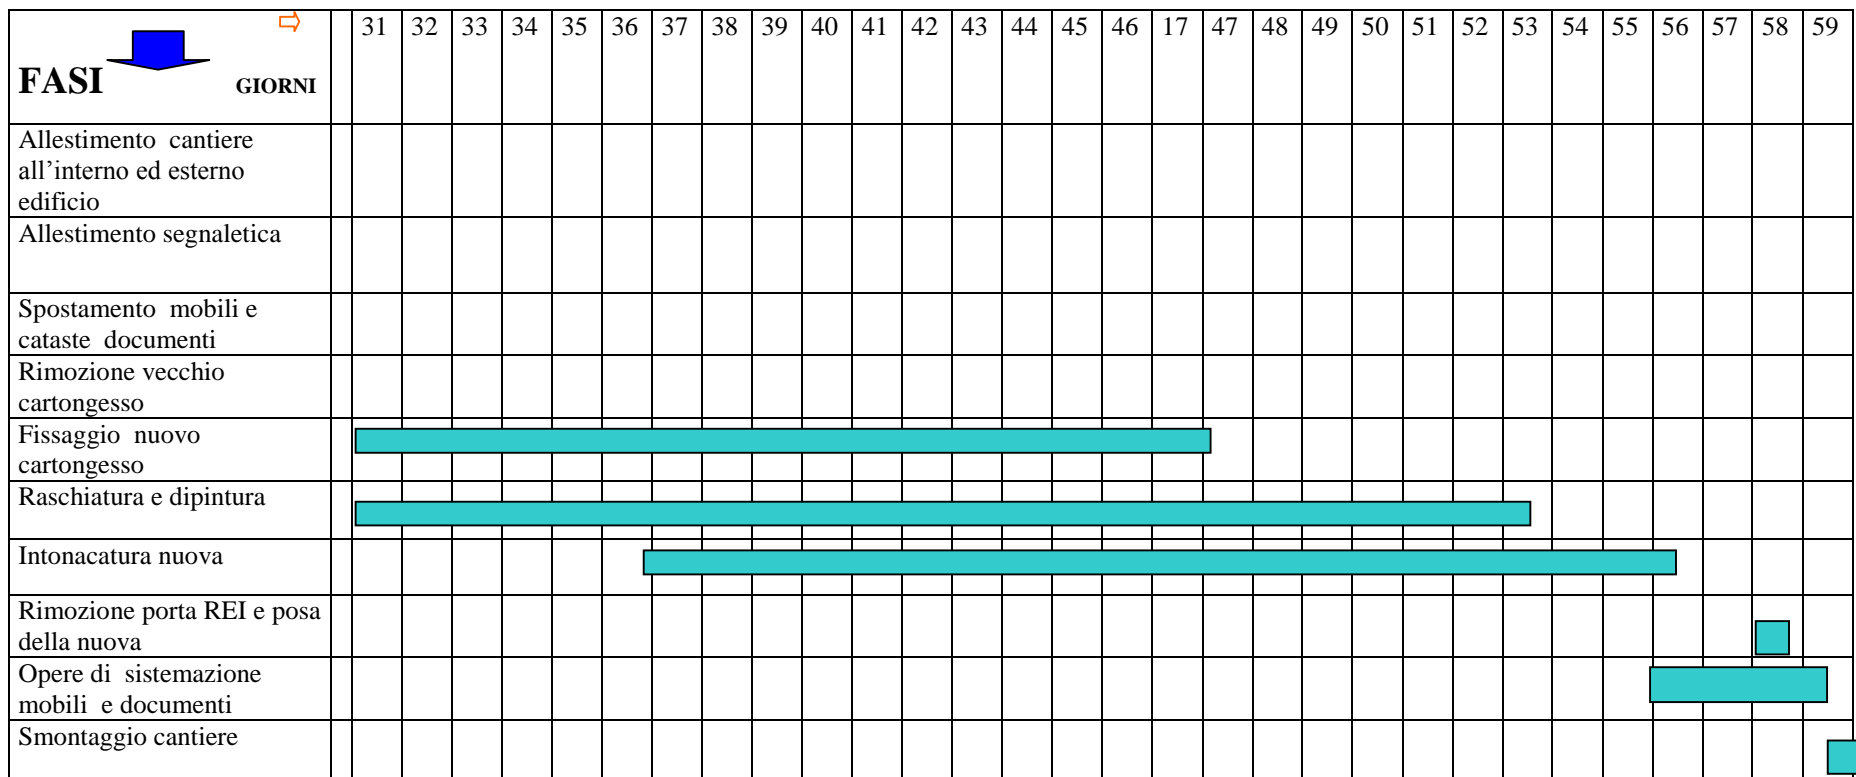 31 32 33 34 35 36 37 38 39 40 41 42 43 44 45 46 17 47 48 49 50 51 52 53 54 55 56 57 58 59
FASI GIORNI
Allestimento cantiere
all’interno ed esterno
edificio
Allestimento segnaletica
Spostamento mobili e
cataste documenti
Rimozione vecchio
cartongesso
Fissaggio nuovo
cartongesso
Raschiatura e dipintura
Intonacatura nuova
Rimozione porta REI e posa
della nuova
Opere di sistemazione
mobili e documenti
Smontaggio cantiere